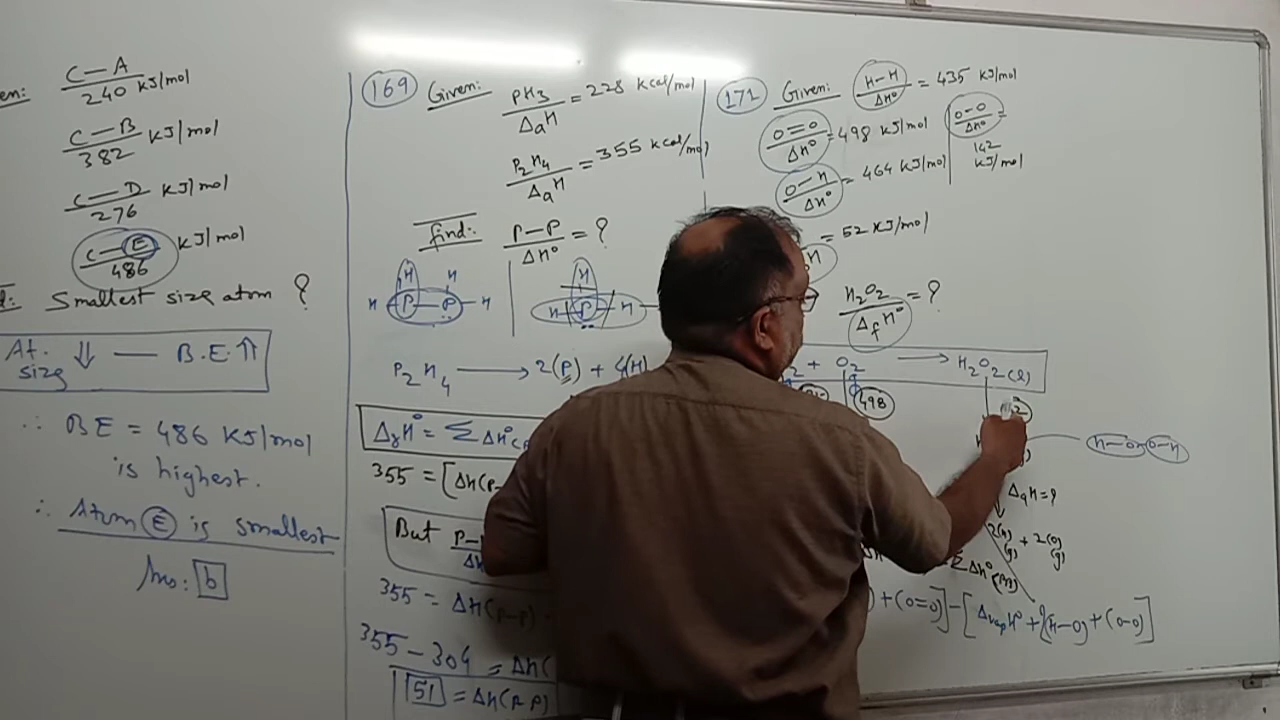 en:
C—A
240 KJ/mol
C—B
382 KJ/mol
C—D
276 KJ/mol
C—E
486 KJ/mol
d: Smallest size atom ?
At. size ⇓ — B.E.⇑
∴ BE = 486 KJ/mol
is highest.
∴ Atom E is smallest
Ans: b
169 Given: PH3
ΔaH = 228 kcal/mol
P2H4
ΔaH = 355 kcal/mol
find: P—P
ΔH° = ?
H H H
H P—P H H P H
P2H4 → 2(P) + 4(H)
355 = [ΔH(P-
But P-
355 = ΔH(P-P) -
355 - 304 = ΔH(
51 = ΔH(P-P)
171 Given: H—H
ΔH° = 435 KJ/mol
O=O
ΔH° = 498 KJ/mol
O—O
ΔH° = 142 KJ/mol
O—H
ΔH° = 464 KJ/mol
= 52 KJ/mol
H2O2
ΔfH° = ?
2 + O2 → H2O2(l)
498
H—O—O—H
ΔaH = ?
2(H) + 2(O)
(g) (g)
) + (O=O)] - [ΔvapH° + 2(H—O) + (O-O)]